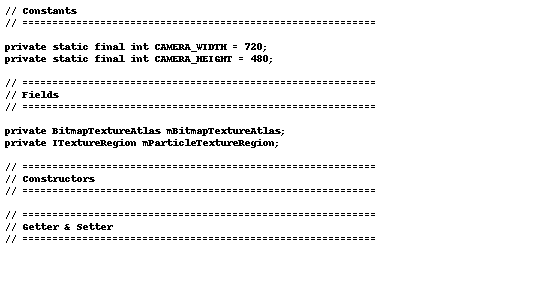 // Constants
// ===========================================================
private static final int CAMERA_WIDTH = 720;
private static final int CAMERA_HEIGHT = 480;
// ===========================================================
// Fields
// ===========================================================
private BitmapTextureAtlas mBitmapTextureAtlas;
private ITextureRegion mParticleTextureRegion;
// ===========================================================
// Constructors
// ===========================================================
// ===========================================================
// Getter & Setter
// ===========================================================